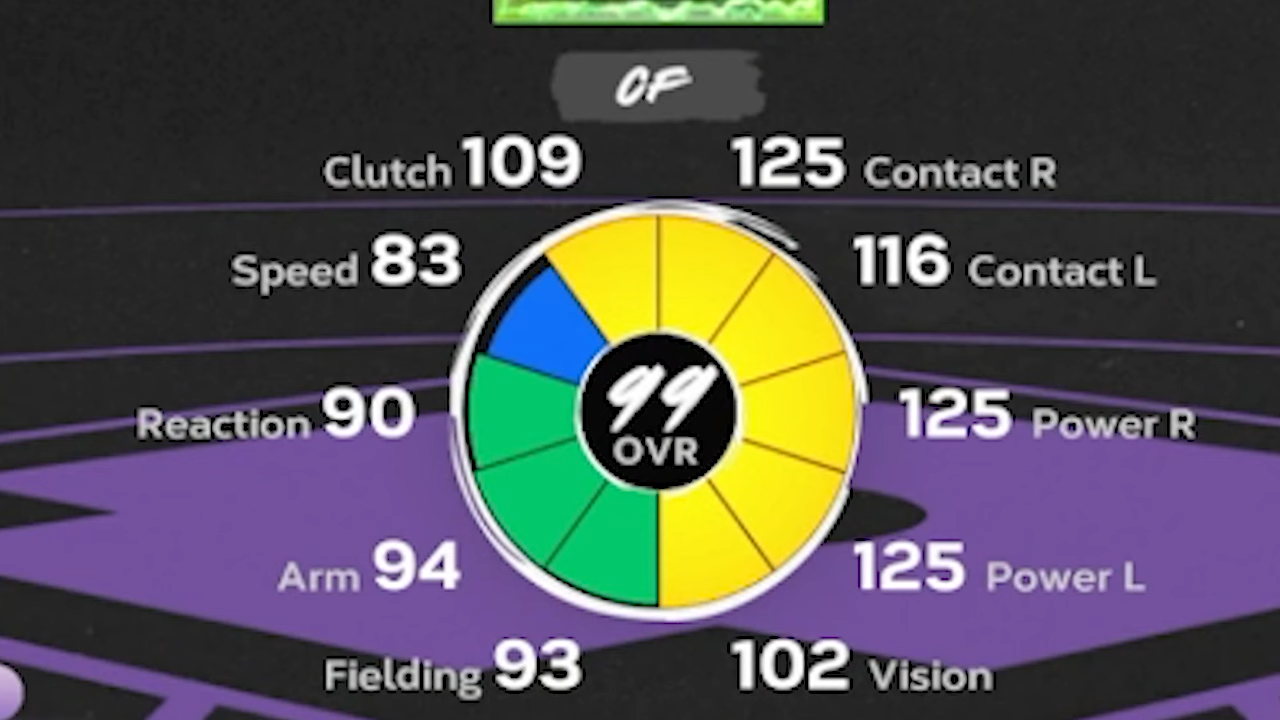 CF
Clutch 109 125 Contact R
Speed 83 116 Contact L
Reaction 90 125 Power R
99
OVR
Arm 94 125 Power L
Fielding 93 102 Vision